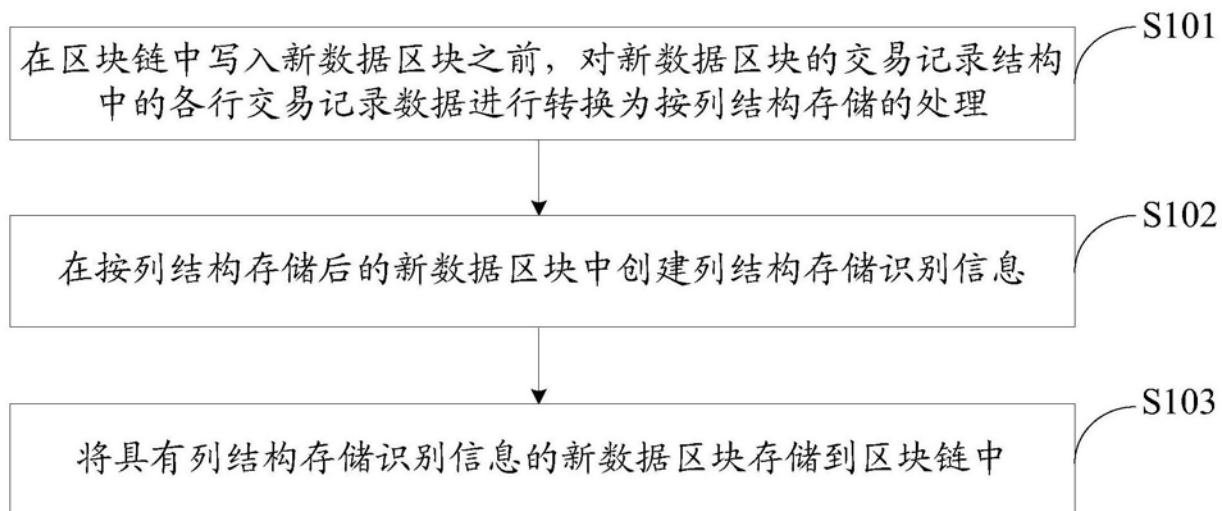 S101
在区块链中写入新数据区块之前，对新数据区块的交易记录结构
中的各行交易记录数据进行转换为按列结构存储的处理
S102
在按列结构存储后的新数据区块中创建列结构存储识别信息
S103
将具有列结构存储识别信息的新数据区块存储到区块链中